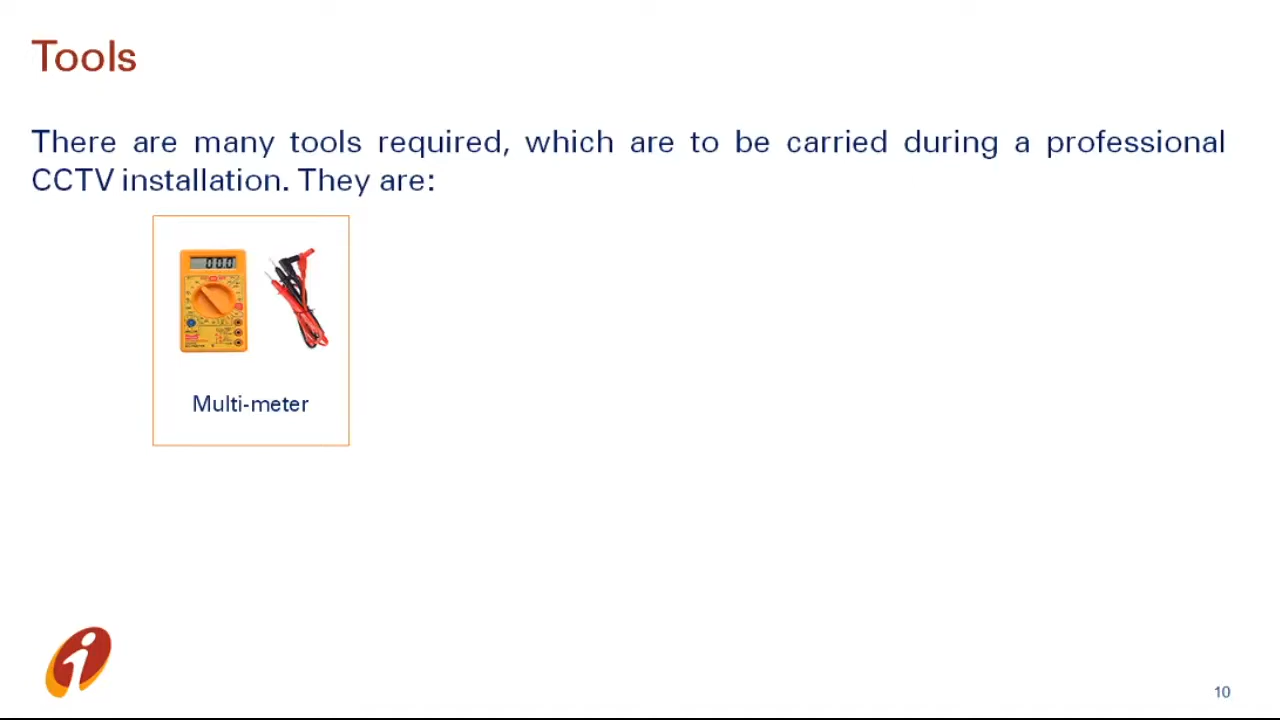 Tools
There are many tools required, which are to be carried during a professional
CCTV installation. They are:
000
Multi-meter
10